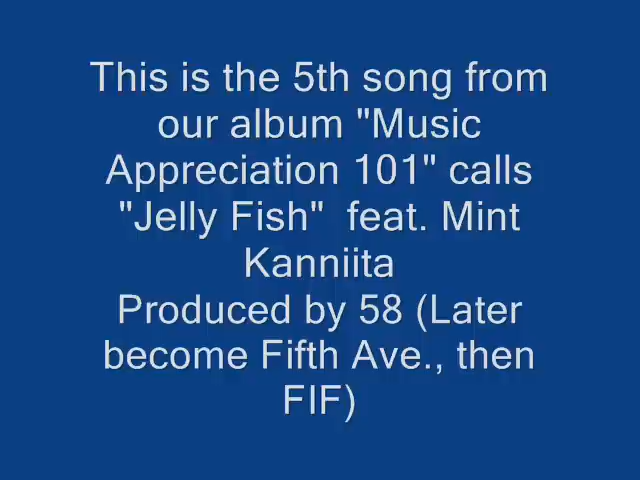 This is the 5th song from
our album "Music
Appreciation 101" calls
"Jelly Fish"  feat. Mint
Kanniita
Produced by 58 (Later
become Fifth Ave., then
FIF)